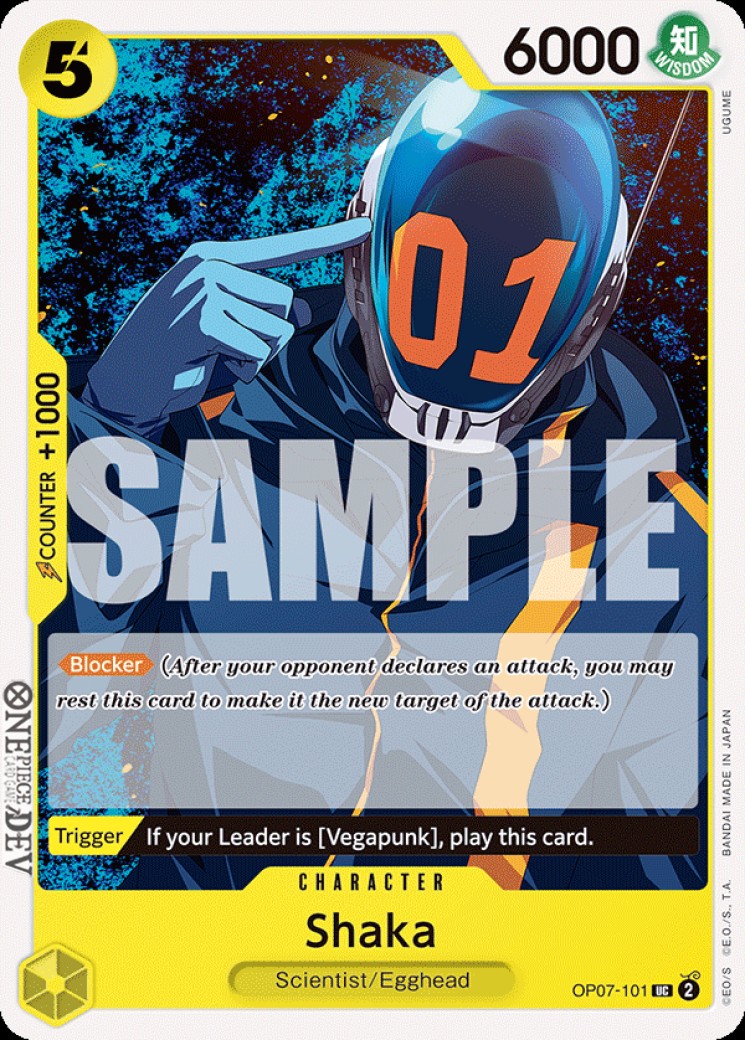 5
6000
知
WISDOM
UGUME
01
COUNTER +1000
SAMPLE
Blocker (After your opponent declares an attack, you may
rest this card to make it the new target of the attack.)
Trigger If your Leader is [Vegapunk], play this card.
CHARACTER
Shaka
Scientist/Egghead
OP07-101 UC 2
ONE PIECE
CARD GAME
/DEV
©EO/S ©E.O./S., T.A. BANDAI MADE IN JAPAN